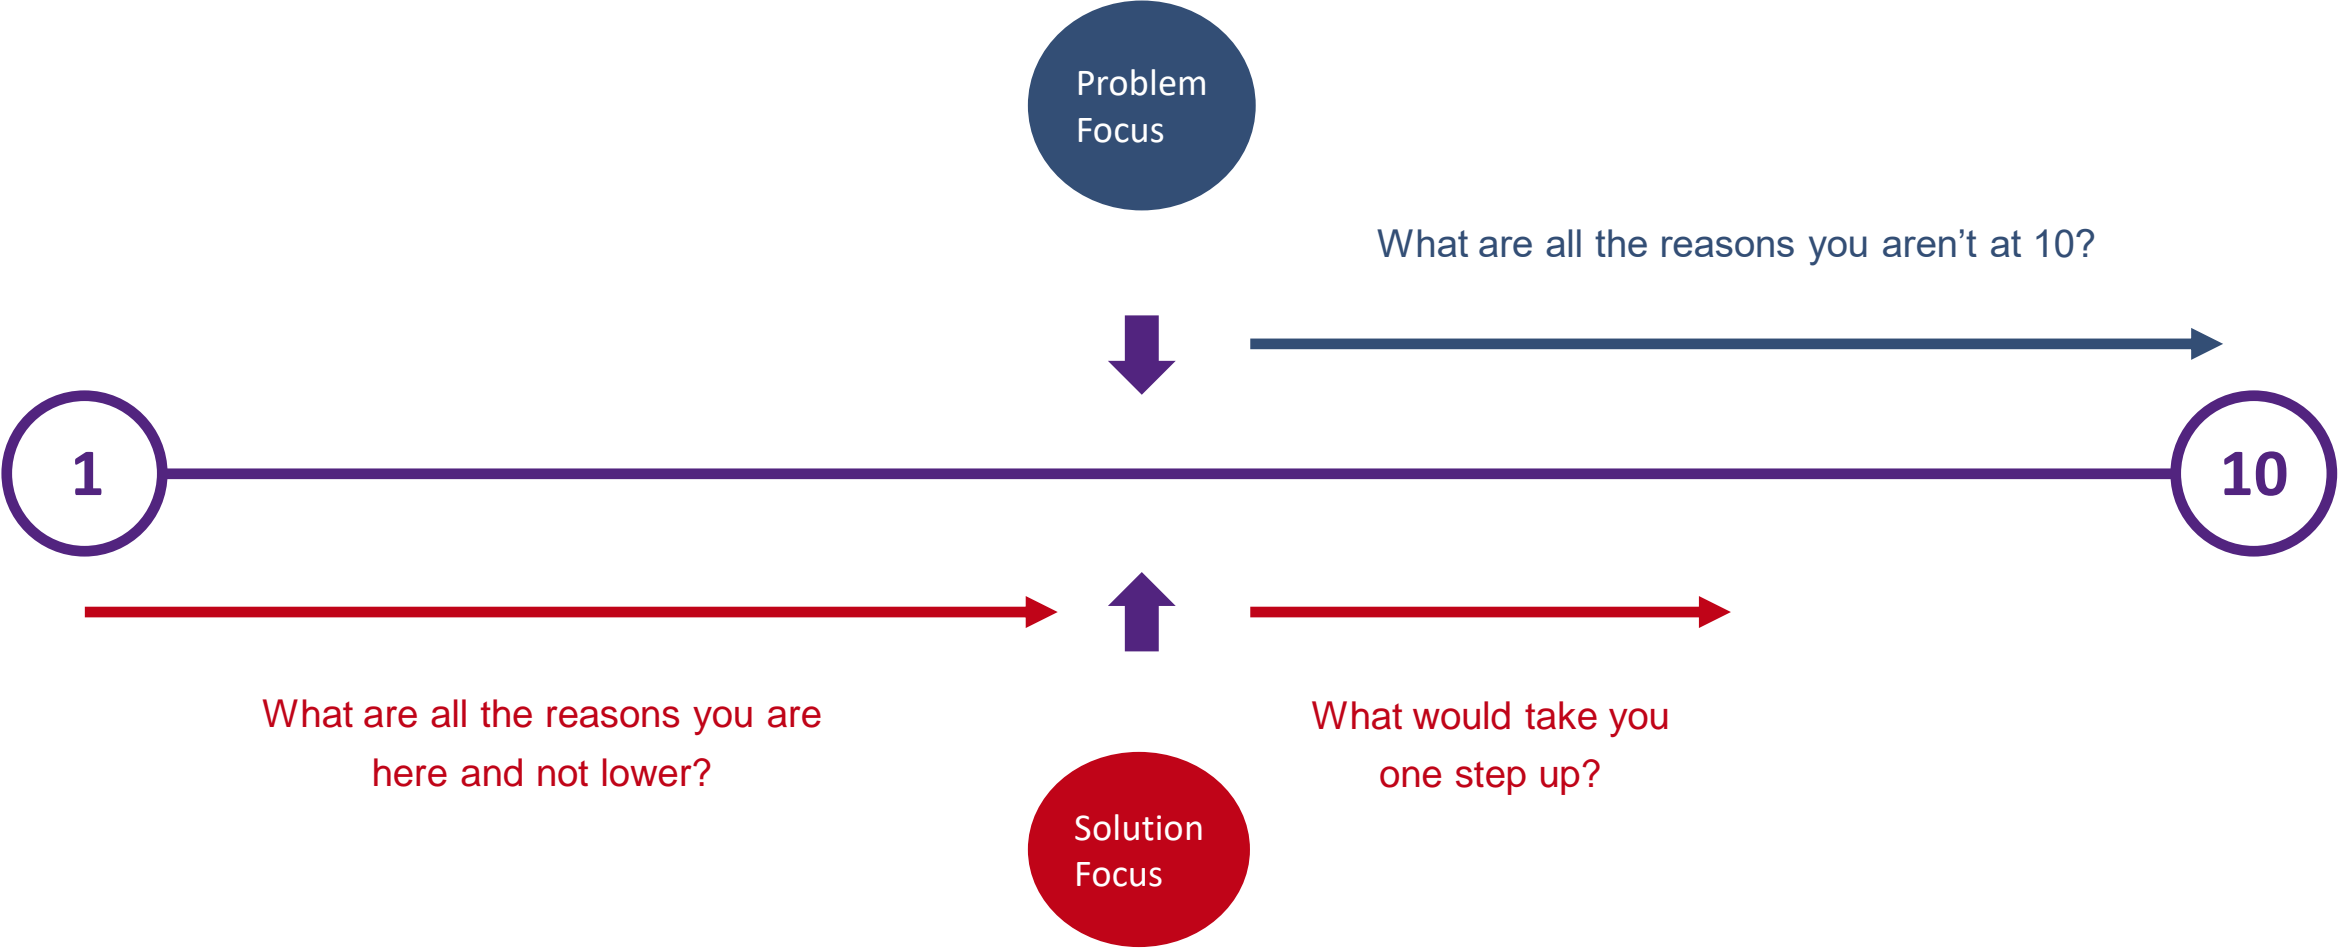 Problem
Focus
What are all the reasons you aren’t at 10?
1
10
What are all the reasons you are
here and not lower?
What would take you
one step up?
Solution
Focus